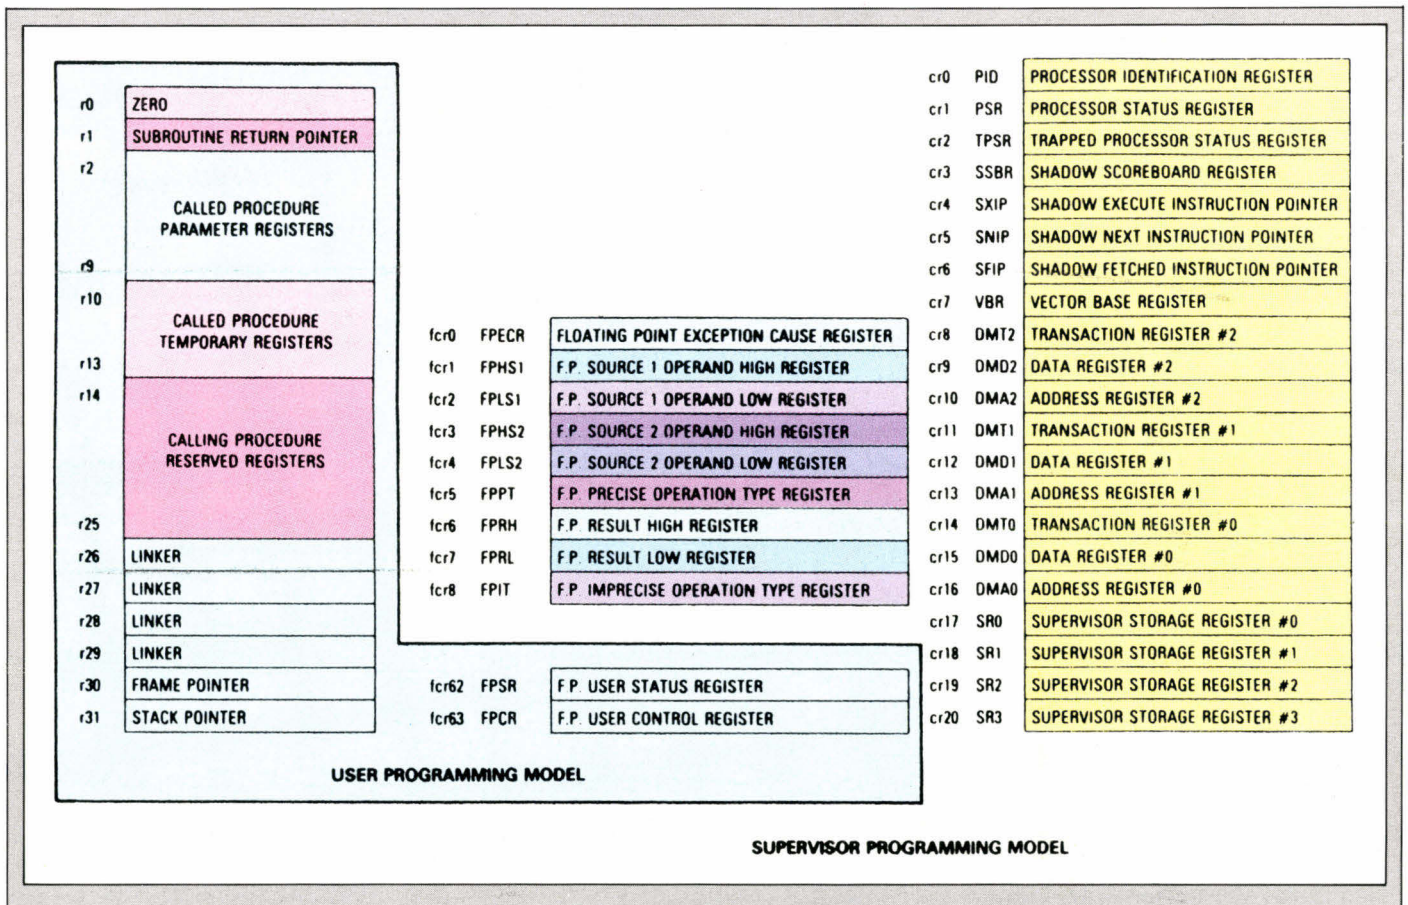 r0 ZERO
r1 SUBROUTINE RETURN POINTER
r2
CALLED PROCEDURE
PARAMETER REGISTERS
r9
r10
CALLED PROCEDURE
TEMPORARY REGISTERS
r13
r14
CALLING PROCEDURE
RESERVED REGISTERS
r25
r26 LINKER
r27 LINKER
r28 LINKER
r29 LINKER
r30 FRAME POINTER
r31 STACK POINTER
fcr0 FPECR FLOATING POINT EXCEPTION CAUSE REGISTER
fcr1 FPHS1 F.P. SOURCE 1 OPERAND HIGH REGISTER
fcr2 FPLS1 F.P. SOURCE 1 OPERAND LOW REGISTER
fcr3 FPHS2 F.P. SOURCE 2 OPERAND HIGH REGISTER
fcr4 FPLS2 F.P. SOURCE 2 OPERAND LOW REGISTER
fcr5 FPPT F.P. PRECISE OPERATION TYPE REGISTER
fcr6 FPRH F.P. RESULT HIGH REGISTER
fcr7 FPRL F.P. RESULT LOW REGISTER
fcr8 FPIT F.P. IMPRECISE OPERATION TYPE REGISTER
fcr62 FPSR F.P. USER STATUS REGISTER
fcr63 FPCR F.P. USER CONTROL REGISTER
USER PROGRAMMING MODEL
cr0 PID PROCESSOR IDENTIFICATION REGISTER
cr1 PSR PROCESSOR STATUS REGISTER
cr2 TPSR TRAPPED PROCESSOR STATUS REGISTER
cr3 SSBR SHADOW SCOREBOARD REGISTER
cr4 SXIP SHADOW EXECUTE INSTRUCTION POINTER
cr5 SNIP SHADOW NEXT INSTRUCTION POINTER
cr6 SFIP SHADOW FETCHED INSTRUCTION POINTER
cr7 VBR VECTOR BASE REGISTER
cr8 DMT2 TRANSACTION REGISTER #2
cr9 DMD2 DATA REGISTER #2
cr10 DMA2 ADDRESS REGISTER #2
cr11 DMT1 TRANSACTION REGISTER #1
cr12 DMD1 DATA REGISTER #1
cr13 DMA1 ADDRESS REGISTER #1
cr14 DMT0 TRANSACTION REGISTER #0
cr15 DMD0 DATA REGISTER #0
cr16 DMA0 ADDRESS REGISTER #0
cr17 SR0 SUPERVISOR STORAGE REGISTER #0
cr18 SR1 SUPERVISOR STORAGE REGISTER #1
cr19 SR2 SUPERVISOR STORAGE REGISTER #2
cr20 SR3 SUPERVISOR STORAGE REGISTER #3
SUPERVISOR PROGRAMMING MODEL